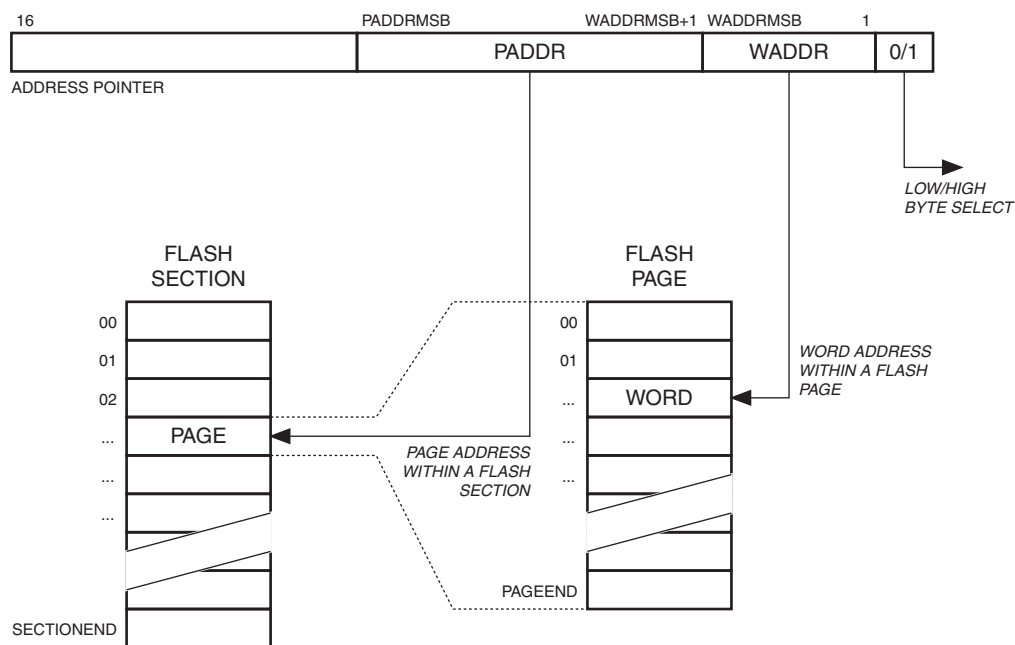 16 PADDRMSB WADDRMSB+1 WADDRMSB 1
PADDR WADDR 0/1
ADDRESS POINTER
LOW/HIGH
BYTE SELECT
FLASH
SECTION
FLASH
PAGE
00
01
02
...
PAGE
...
...
SECTIONEND
PAGE ADDRESS
WITHIN A FLASH
SECTION
00
01
...
WORD
...
...
PAGEEND
WORD ADDRESS
WITHIN A FLASH
PAGE